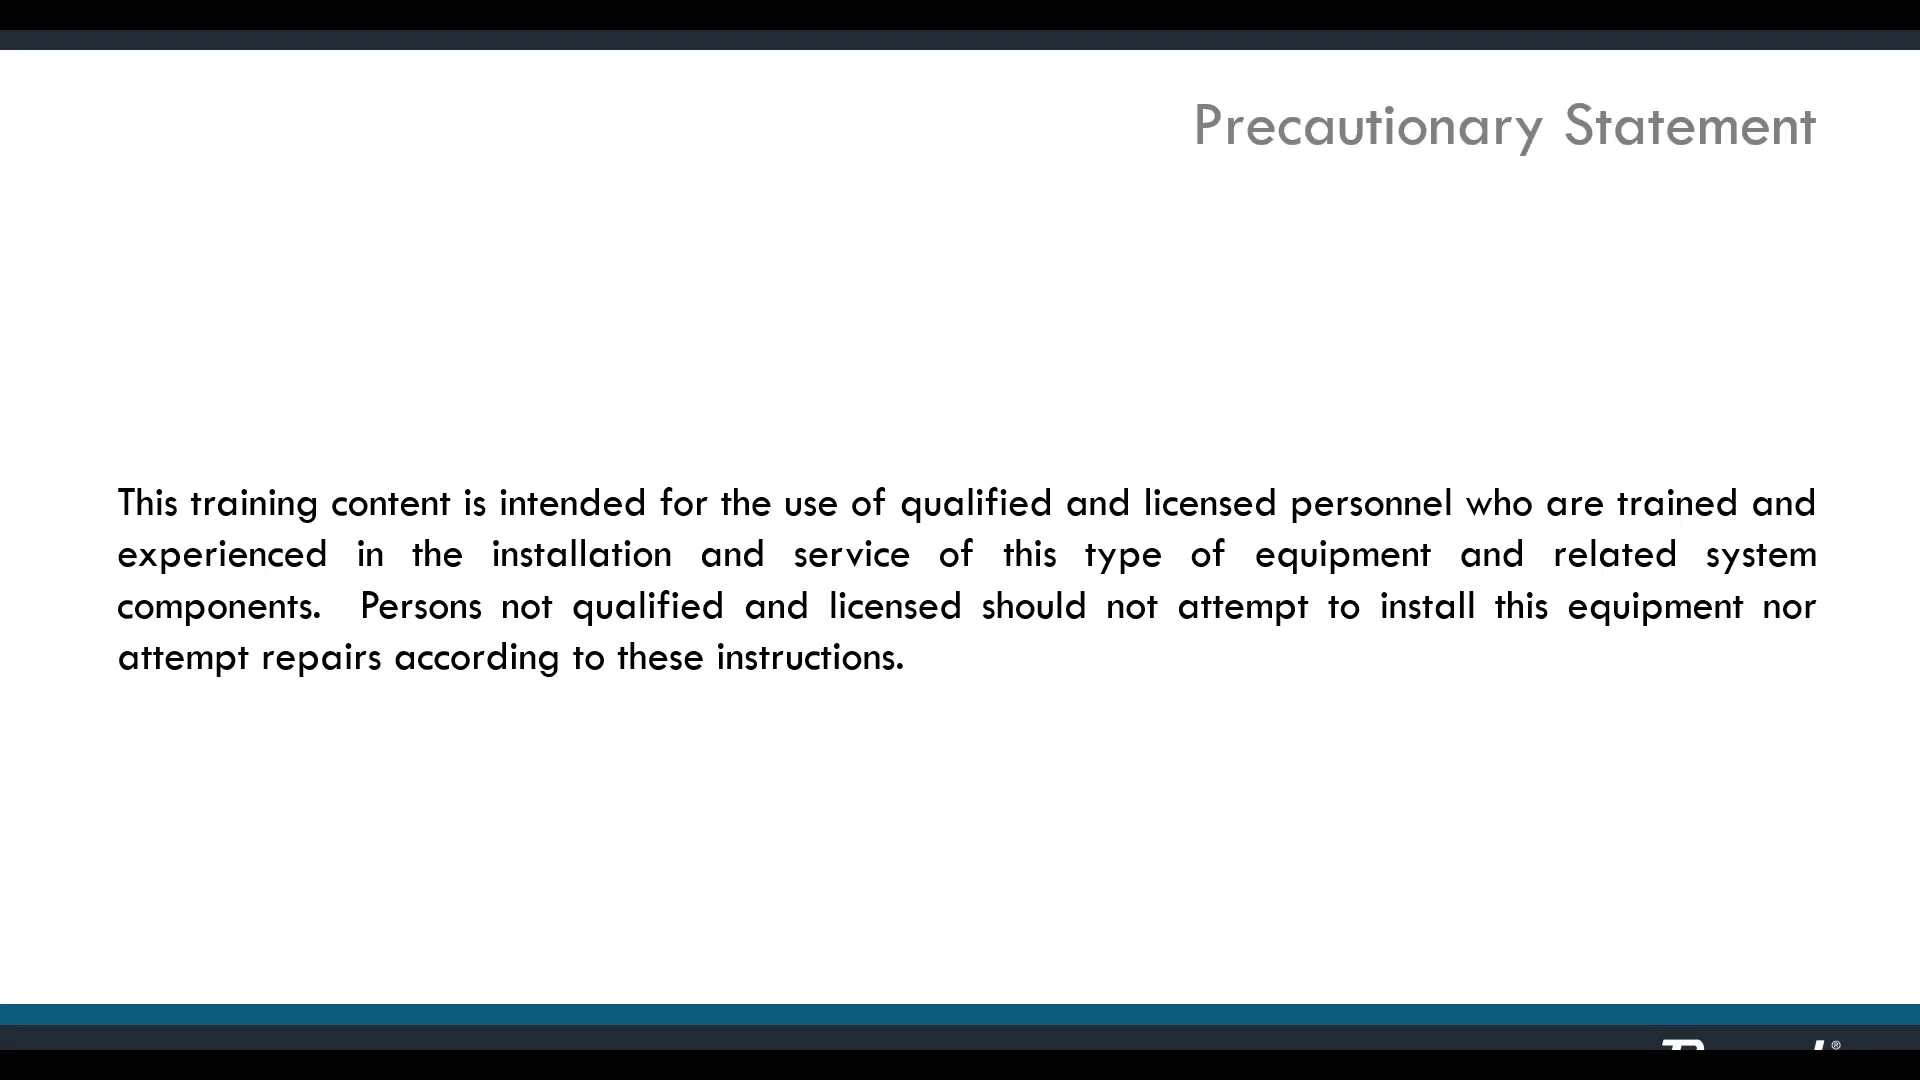 Precautionary Statement
This training content is intended for the use of qualified and licensed personnel who are trained and
experienced in the installation and service of this type of equipment and related system
components.  Persons not qualified and licensed should not attempt to install this equipment nor
attempt repairs according to these instructions.
®